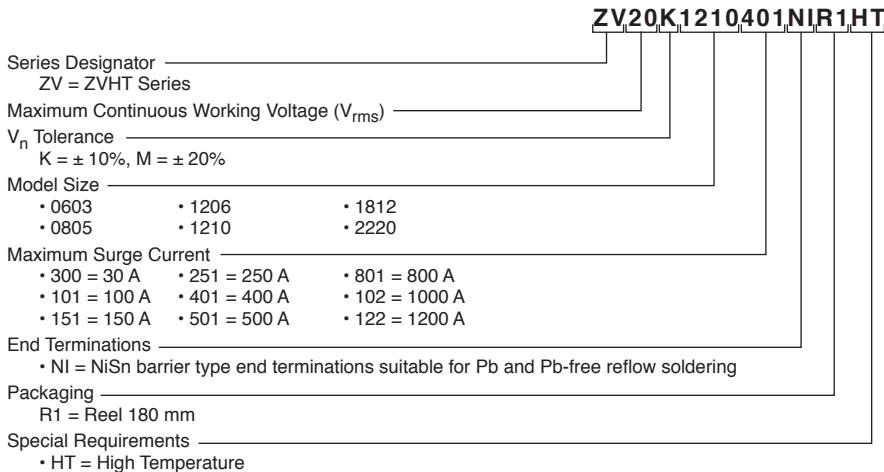 ZV20K1210401NIR1HT
Series Designator
ZV = ZVHT Series
Maximum Continuous Working Voltage (Vrms)
Vn Tolerance
K = ± 10%, M = ± 20%
Model Size
• 0603 • 1206 • 1812
• 0805 • 1210 • 2220
Maximum Surge Current
• 300 = 30 A • 251 = 250 A • 801 = 800 A
• 101 = 100 A • 401 = 400 A • 102 = 1000 A
• 151 = 150 A • 501 = 500 A • 122 = 1200 A
End Terminations
• NI = NiSn barrier type end terminations suitable for Pb and Pb-free reflow soldering
Packaging
R1 = Reel 180 mm
Special Requirements
• HT = High Temperature